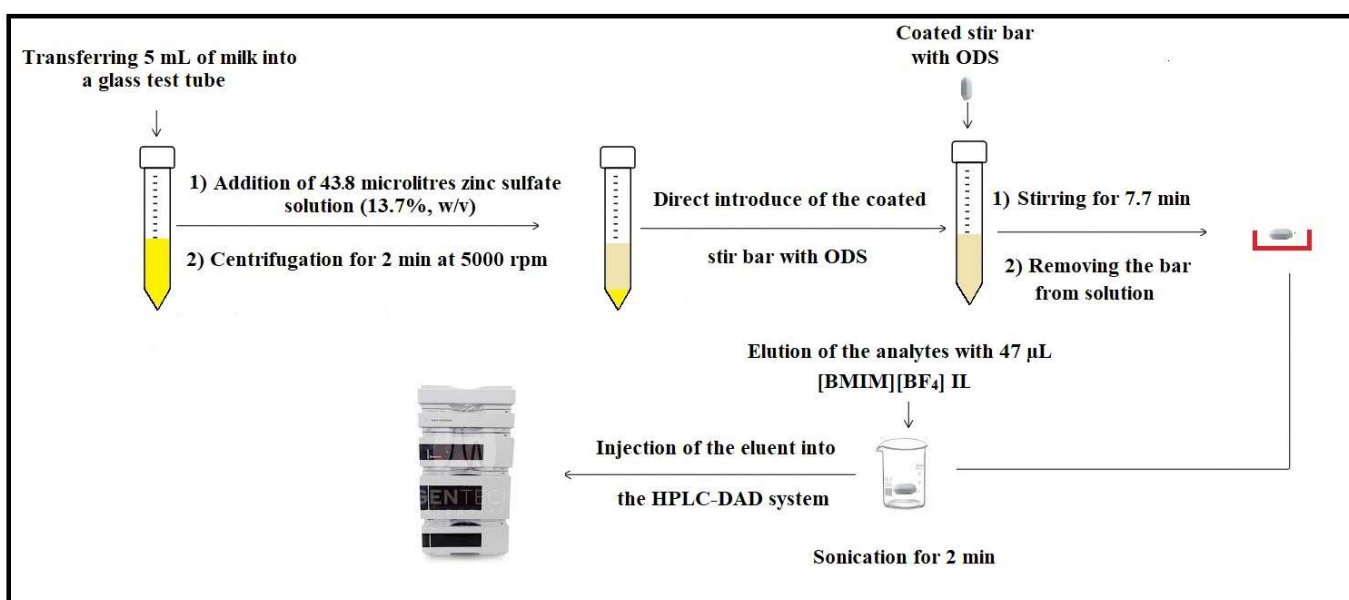 Transferring 5 mL of milk into
a glass test tube
Coated stir bar
with ODS
1) Addition of 43.8 microlitres zinc sulfate
solution (13.7%, w/v)
2) Centrifugation for 2 min at 5000 rpm
Direct introduce of the coated
stir bar with ODS
1) Stirring for 7.7 min
2) Removing the bar
from solution
Elution of the analytes with 47 µL
[BMIM][BF₄] IL
Injection of the eluent into
the HPLC-DAD system
Sonication for 2 min